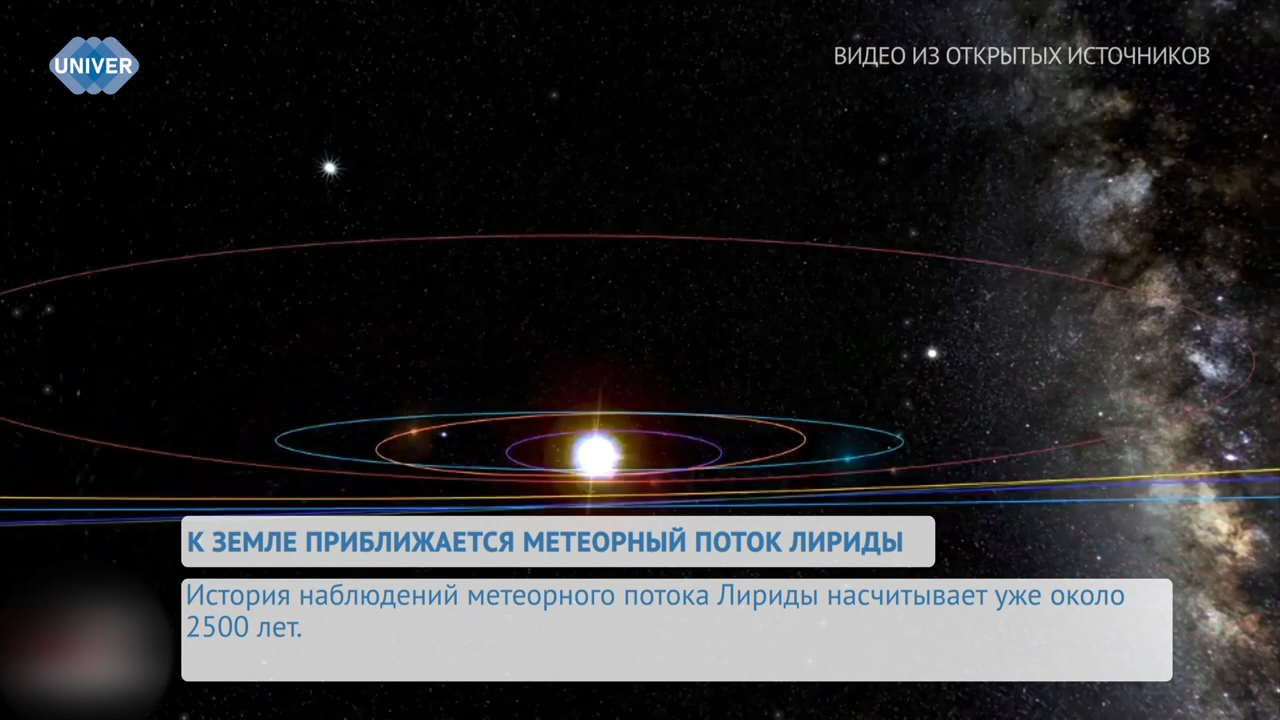 UNIVER
ВИДЕО ИЗ ОТКРЫТЫХ ИСТОЧНИКОВ
К ЗЕМЛЕ ПРИБЛИЖАЕТСЯ МЕТЕОРНЫЙ ПОТОК ЛИРИДЫ
История наблюдений метеорного потока Лириды насчитывает уже около
2500 лет.